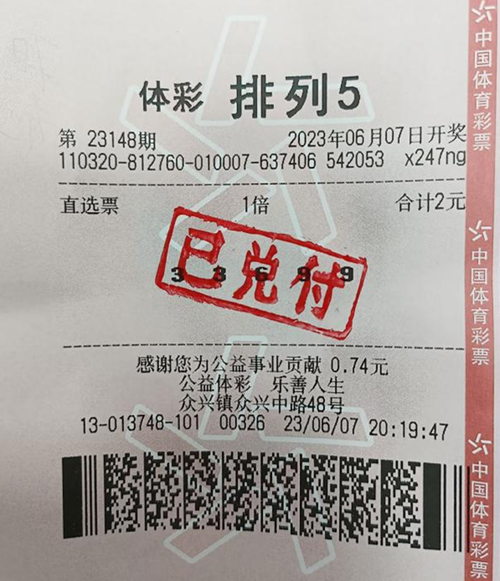 体彩 排列5
第 23148期 2023年06月07日开奖
110320-812760-010007-637406 542053 x247ng
直选票 1倍 合计2元
已兑付
3 3 6 9 9
感谢您为公益事业贡献 0.74元
公益体彩 乐善人生
众兴镇众兴中路48号
13-013748-101 00326 23/06/07 20:19:47
中国体育彩票
中国体育彩票
中国体育彩票